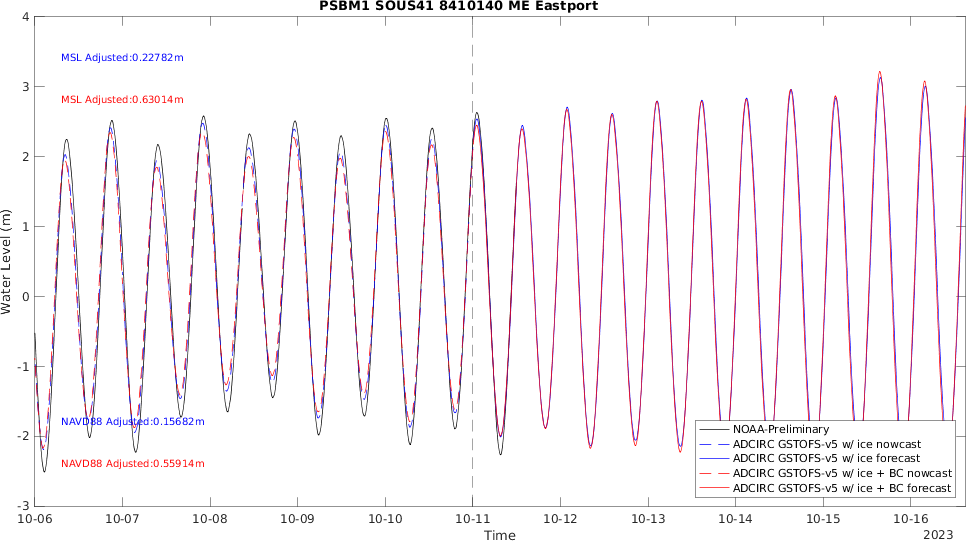 PSBM1 SOUS41 8410140 ME Eastport
4
3
2
1
0
-1
-2
-3
Water Level (m)
MSL Adjusted:0.22782m
MSL Adjusted:0.63014m
NAVD88 Adjusted:0.15682m
NAVD88 Adjusted:0.55914m
NOAA-Preliminary
ADCIRC GSTOFS-v5 w/ ice nowcast
ADCIRC GSTOFS-v5 w/ ice forecast
ADCIRC GSTOFS-v5 w/ ice + BC nowcast
ADCIRC GSTOFS-v5 w/ ice + BC forecast
10-06 10-07 10-08 10-09 10-10 10-11 10-12 10-13 10-14 10-15 10-16
Time
2023